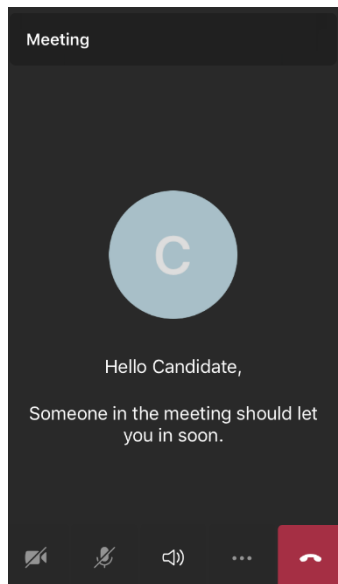 Meeting
C
Hello Candidate,
Someone in the meeting should let
you in soon.